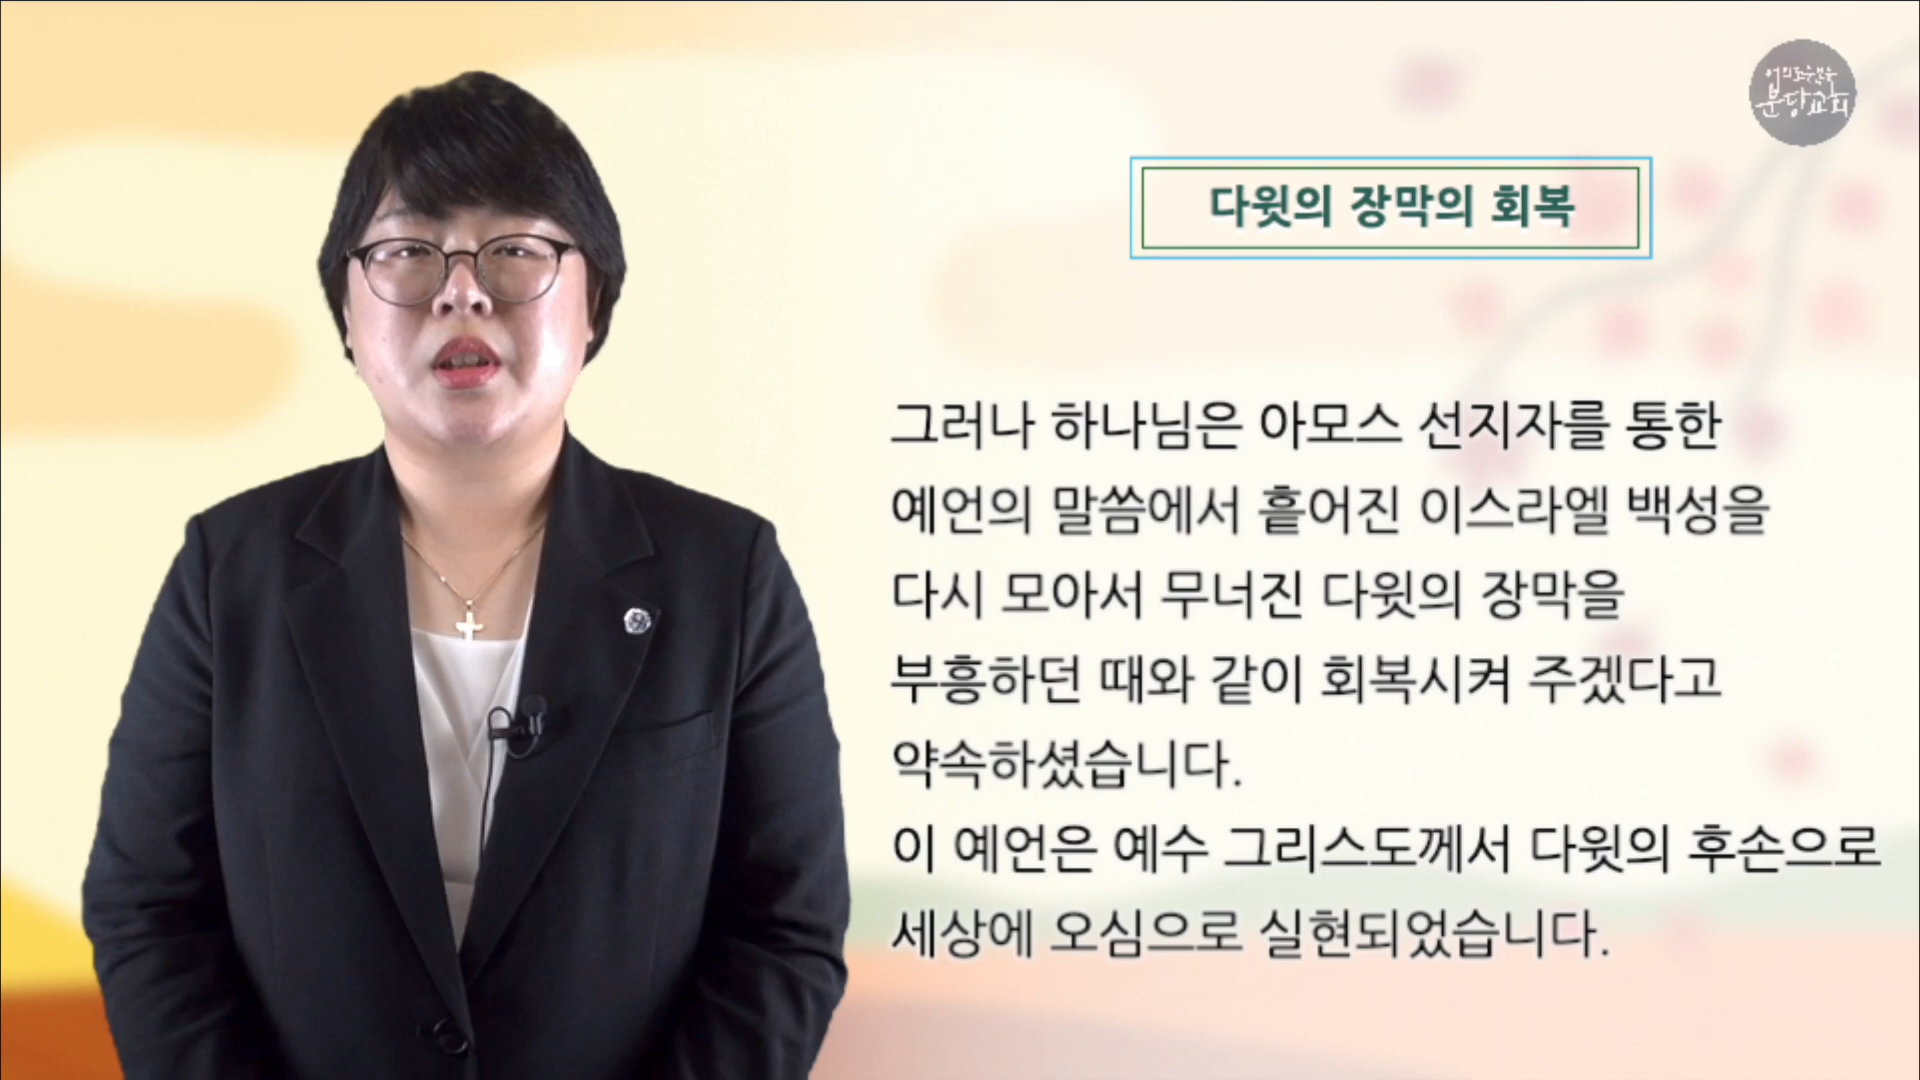 여의도순복음
분당교회
다윗의 장막의 회복
그러나 하나님은 아모스 선지자를 통한
예언의 말씀에서 흩어진 이스라엘 백성을
다시 모아서 무너진 다윗의 장막을
부흥하던 때와 같이 회복시켜 주겠다고
약속하셨습니다.
이 예언은 예수 그리스도께서 다윗의 후손으로
세상에 오심으로 실현되었습니다.